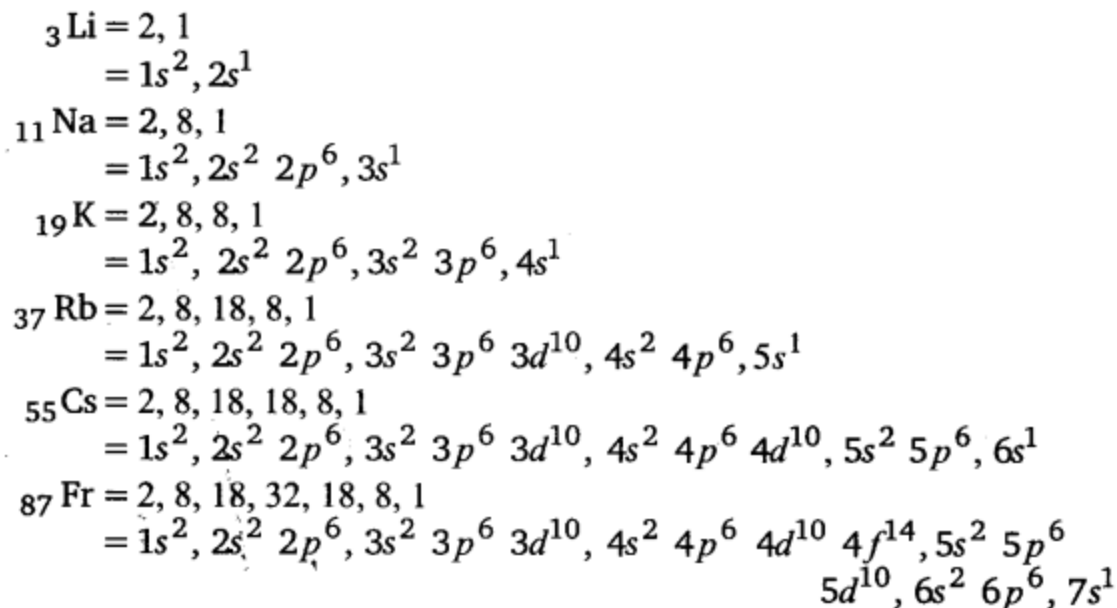 ₃Li = 2, 1
= 1s², 2s¹
₁₁Na = 2, 8, 1
= 1s², 2s² 2p⁶, 3s¹
₁₉K = 2, 8, 8, 1
= 1s², 2s² 2p⁶, 3s² 3p⁶, 4s¹
₃₇Rb = 2, 8, 18, 8, 1
= 1s², 2s² 2p⁶, 3s² 3p⁶ 3d¹⁰, 4s² 4p⁶, 5s¹
₅₅Cs = 2, 8, 18, 18, 8, 1
= 1s², 2s² 2p⁶, 3s² 3p⁶ 3d¹⁰, 4s² 4p⁶ 4d¹⁰, 5s² 5p⁶, 6s¹
₈₇Fr = 2, 8, 18, 32, 18, 8, 1
= 1s², 2s² 2p⁶, 3s² 3p⁶ 3d¹⁰, 4s² 4p⁶ 4d¹⁰ 4f¹⁴, 5s² 5p⁶
5d¹⁰, 6s² 6p⁶, 7s¹